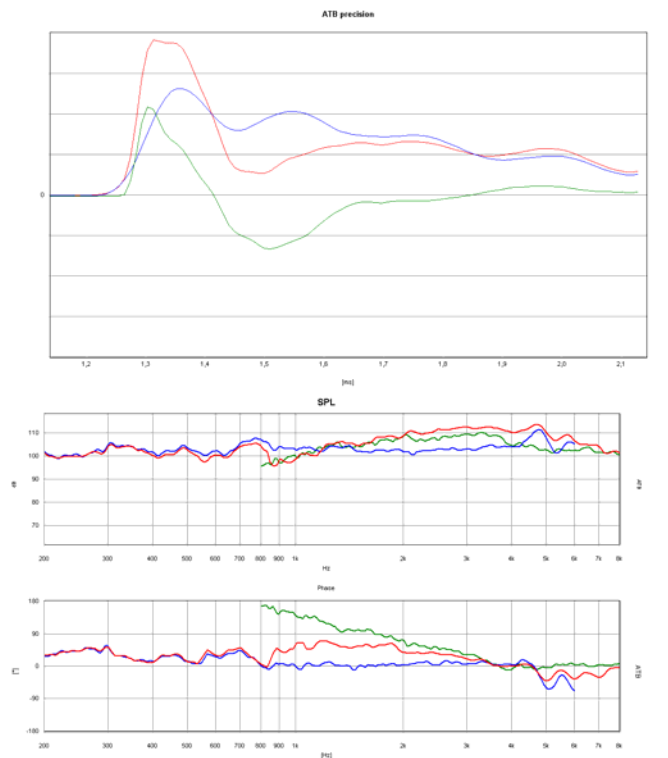 ATB precision
0
1,2 1,3 1,4 1,5 1,6 1,7 1,8 1,9 2,0 2,1
[ms]
SPL
110
100
90
80
70
dB
ATB
200 300 400 500 600 700 800 900 1k 2k 3k 4k 5k 6k 7k 8k
Hz
Phase
180
90
0
-90
-180
[°]
ATB
200 300 400 500 600 700 800 900 1k 2k 3k 4k 5k 6k 7k 8k
[Hz]